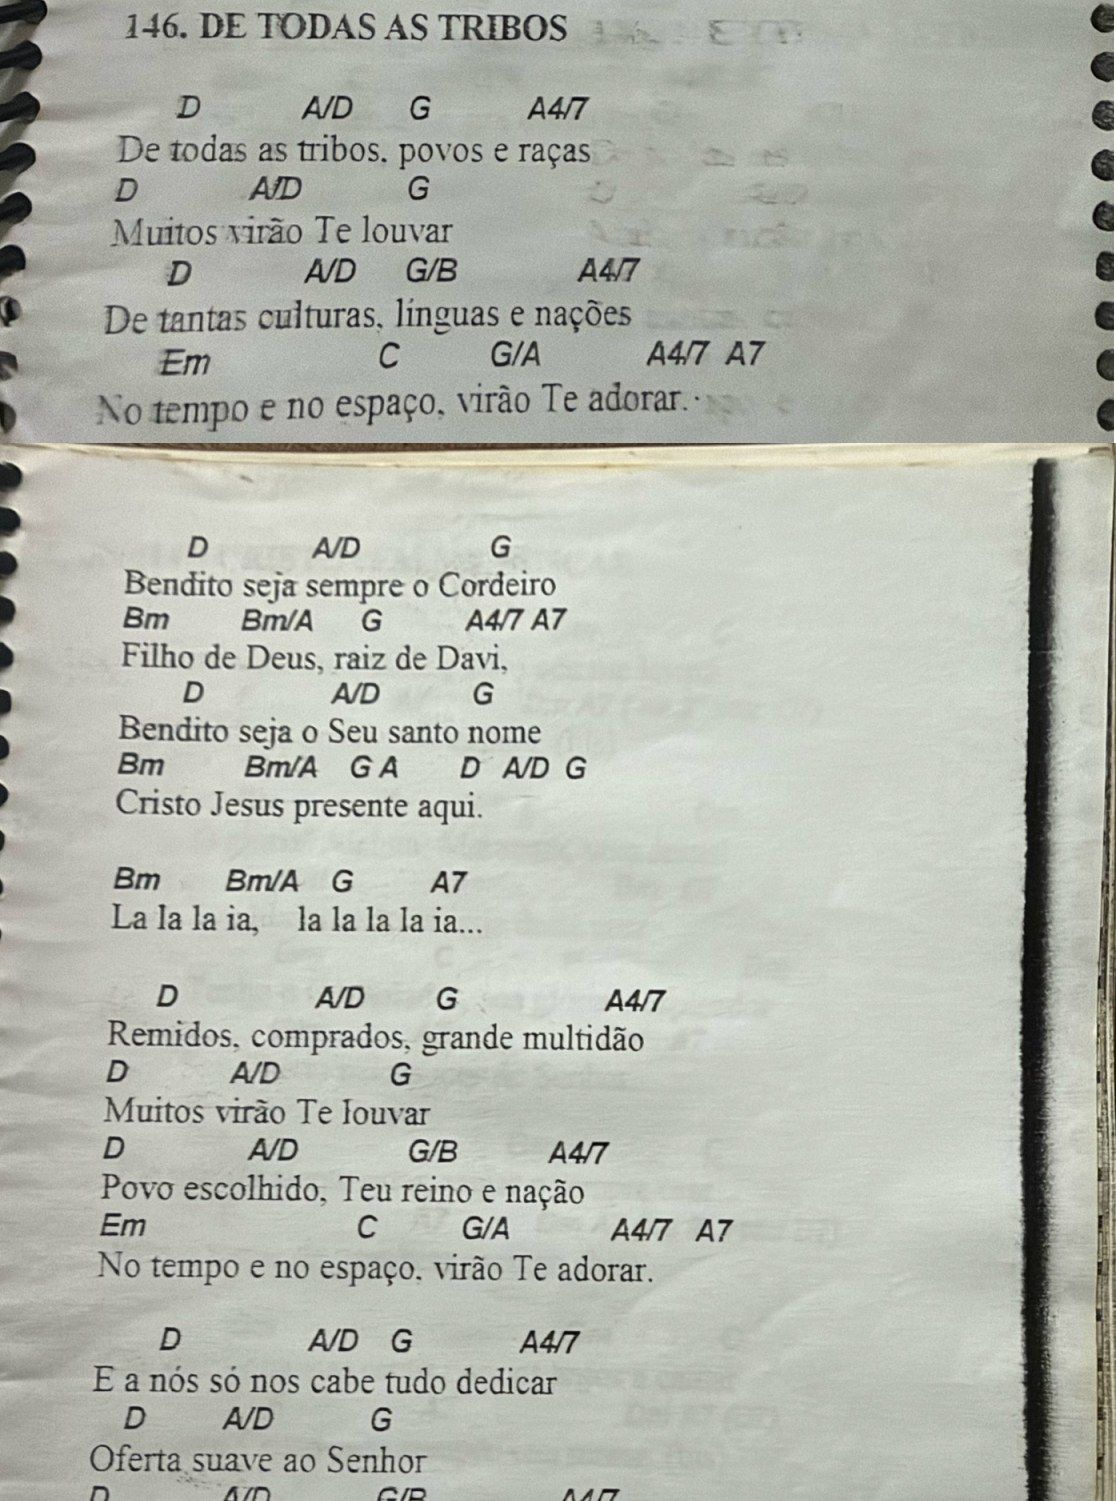 146. DE TODAS AS TRIBOS
D A/D G A4/7
De todas as tribos, povos e raças
D A/D G
Muitos virão Te louvar
D A/D G/B A4/7
De tantas culturas, línguas e nações
Em C G/A A4/7 A7
No tempo e no espaço, virão Te adorar.
D A/D G
Bendito seja sempre o Cordeiro
Bm Bm/A G A4/7 A7
Filho de Deus, raiz de Davi,
D A/D G
Bendito seja o Seu santo nome
Bm Bm/A G A D A/D G
Cristo Jesus presente aqui.
Bm Bm/A G A7
La la la ia, la la la la ia...
D A/D G A4/7
Remidos, comprados, grande multidão
D A/D G
Muitos virão Te louvar
D A/D G/B A4/7
Povo escolhido, Teu reino e nação
Em C G/A A4/7 A7
No tempo e no espaço, virão Te adorar.
D A/D G A4/7
E a nós só nos cabe tudo dedicar
D A/D G
Oferta suave ao Senhor
D A/D G/B A4/7